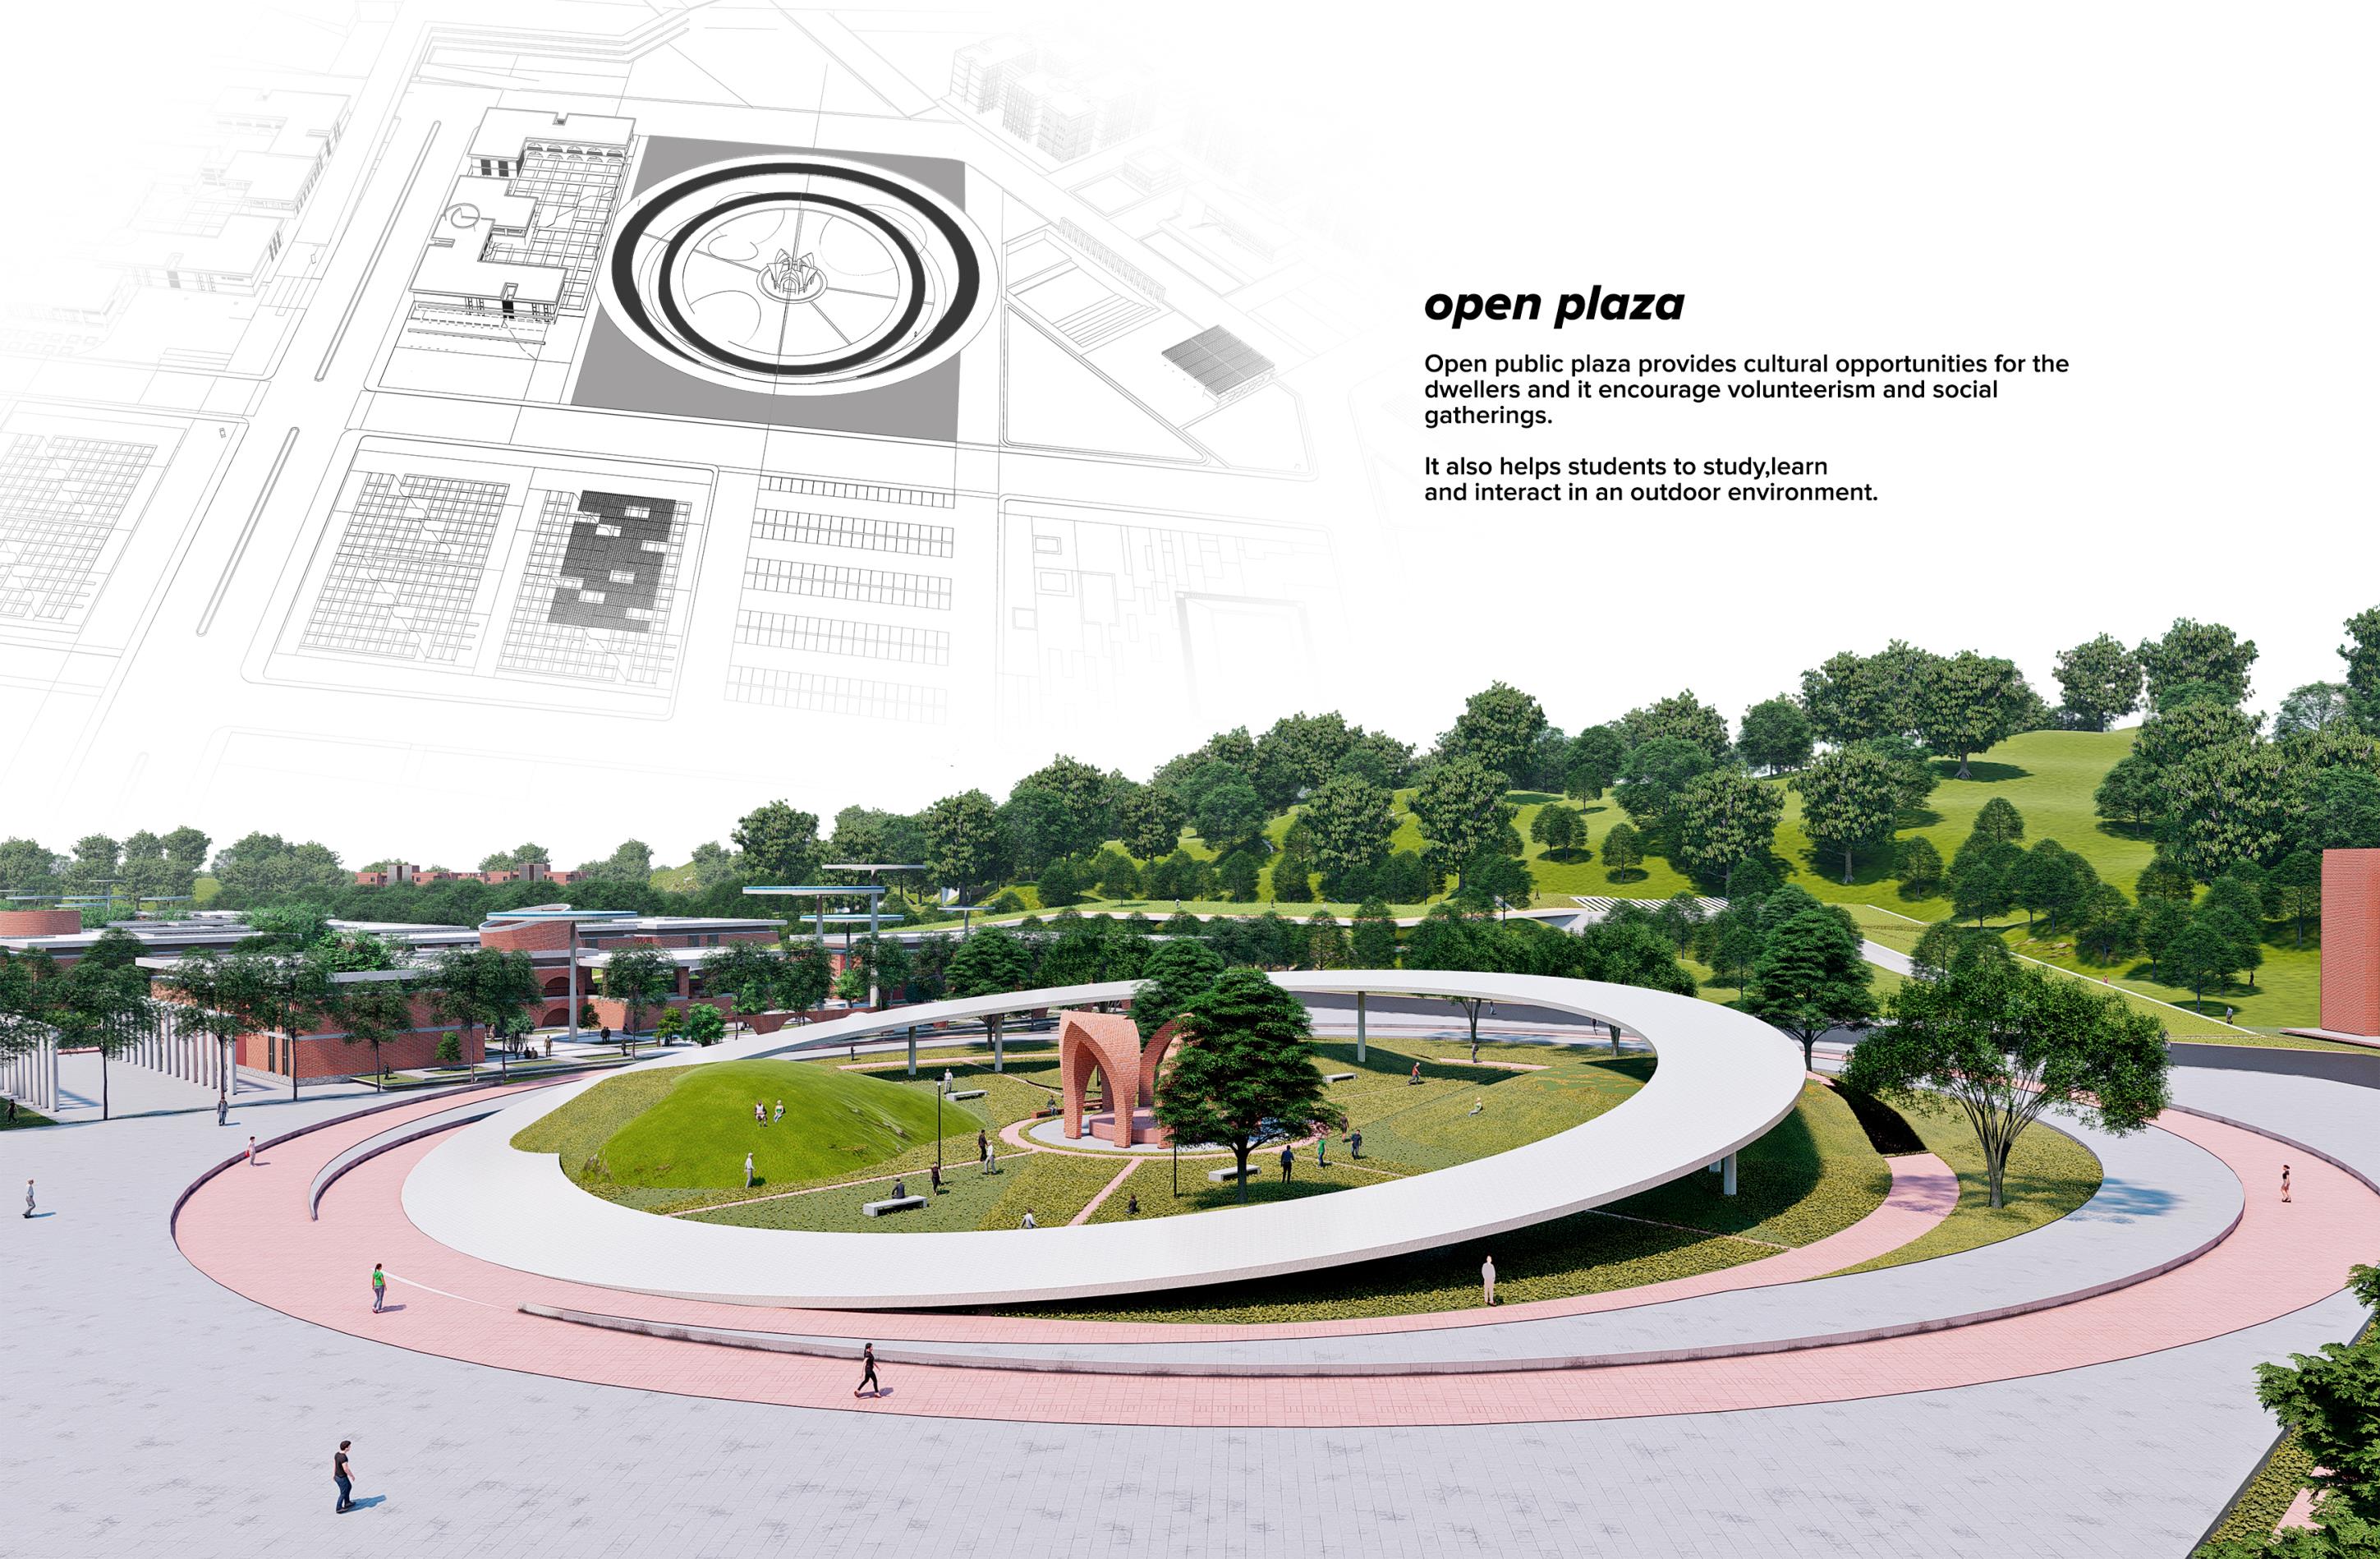 open plaza
Open public plaza provides cultural opportunities for the
dwellers and it encourage volunteerism and social
gatherings.
It also helps students to study,learn
and interact in an outdoor environment.